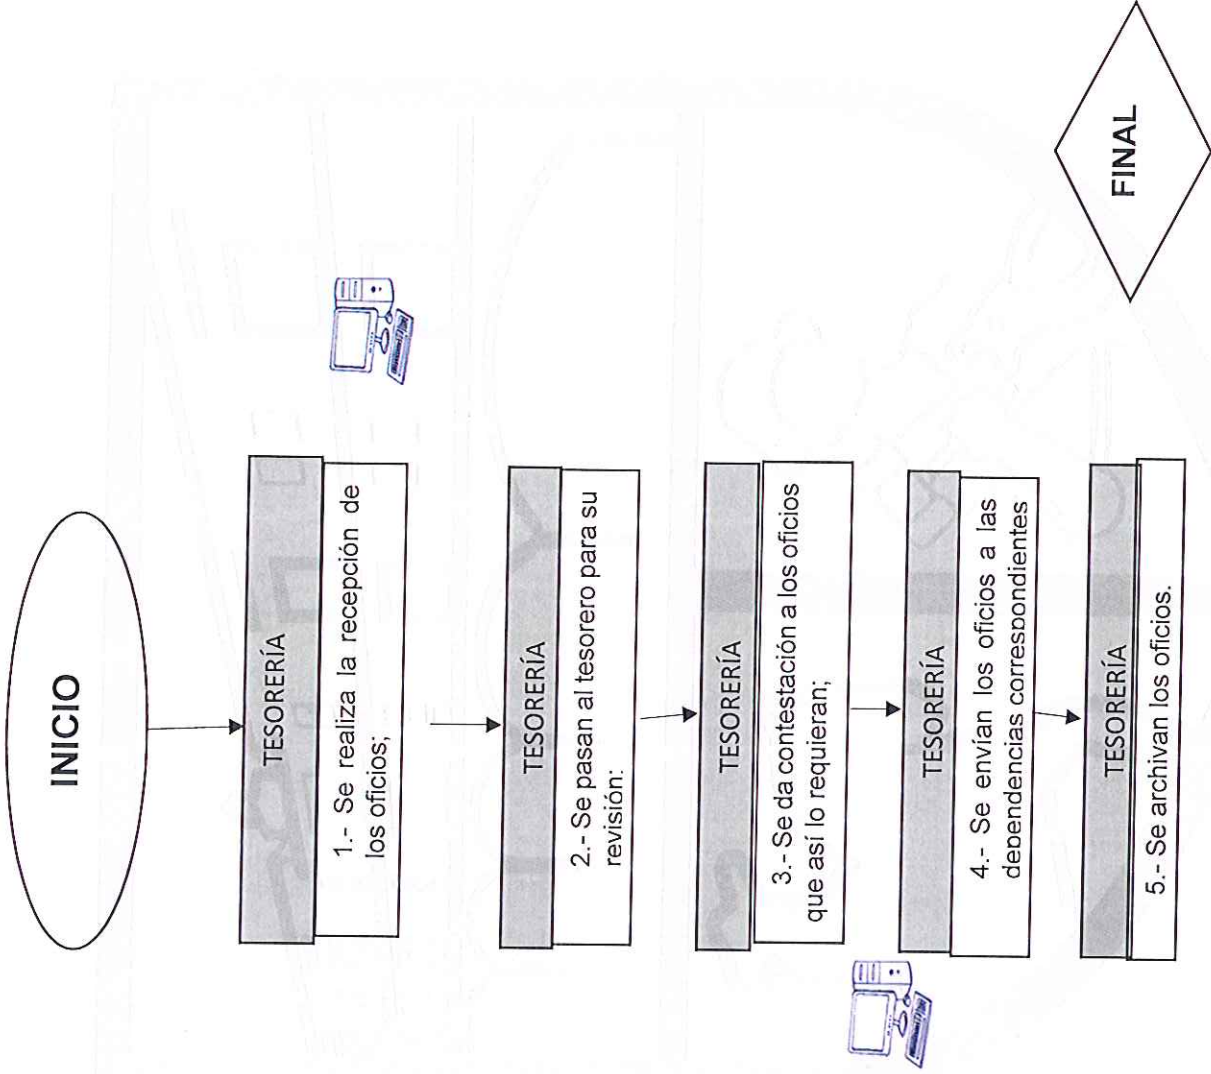 INICIO
TESORERÍA
1.- Se realiza la recepción de
los oficios;
TESORERÍA
2.- Se pasan al tesorero para su
revisión:
TESORERÍA
3.- Se da contestación a los oficios
que así lo requieran;
TESORERÍA
4.- Se envían los oficios a las
dependencias correspondientes
TESORERÍA
5.- Se archivan los oficios.
FINAL